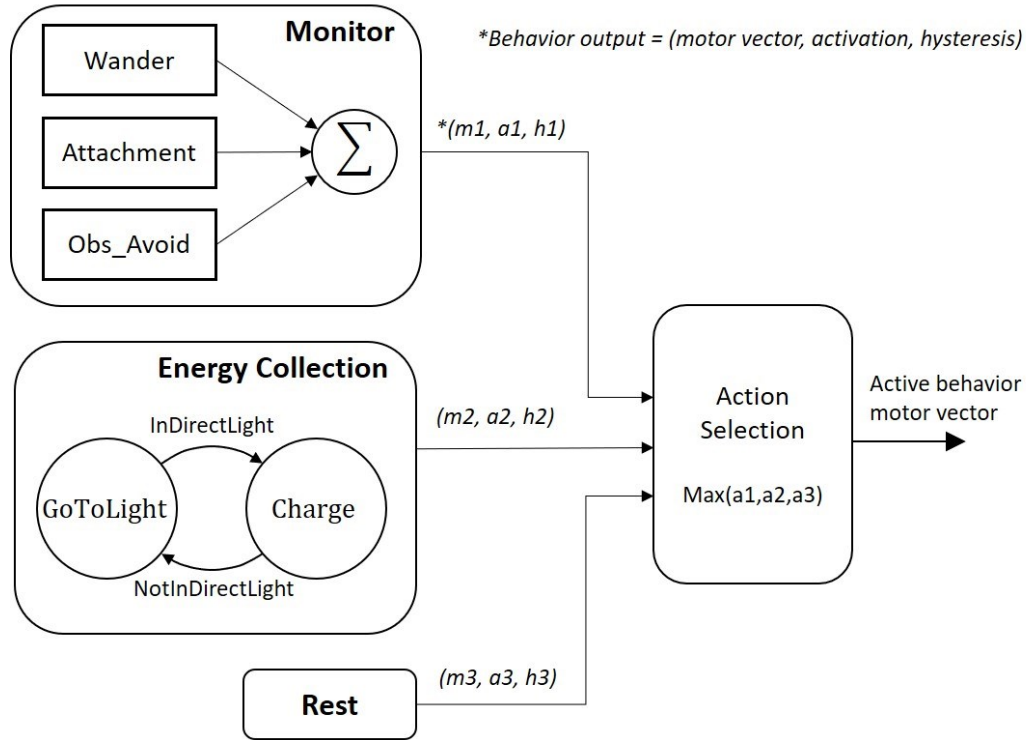 Monitor
*Behavior output = (motor vector, activation, hysteresis)
Wander
Attachment
Obs_Avoid
∑
*(m1, a1, h1)
Energy Collection
InDirectLight
GoToLight
Charge
NotInDirectLight
(m2, a2, h2)
Rest
(m3, a3, h3)
Action
Selection
Max(a1,a2,a3)
Active behavior
motor vector